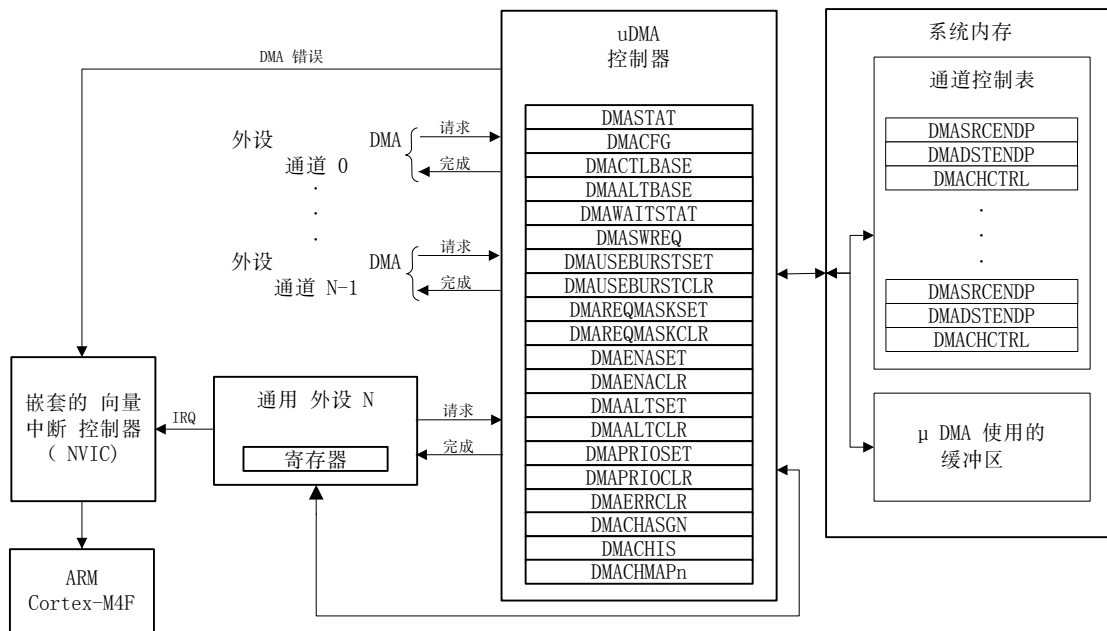 uDMA
控制器
DMASTAT
DMACFG
DMACTLBASE
DMAALTBASE
DMAWAITSTAT
DMASWREQ
DMAUSEBURSTSET
DMAUSEBURSTCLR
DMAREQMASKSET
DMAREQMASKCLR
DMAENASET
DMAENACLR
DMAALTSET
DMAALTCLR
DMAPRIOSET
DMAPRIOCLR
DMAERRCLR
DMACHASGN
DMACHIS
DMACHMAPn
DMA 错误
外设
通道 0
DMA
请求
完成
外设
通道 N-1
DMA
请求
完成
嵌套的 向量
中断 控制器
( NVIC)
IRQ
通用 外设 N
寄存器
请求
完成
ARM
Cortex-M4F
系统内存
通道控制表
DMASRCENDP
DMADSTENDP
DMACHCTRL
DMASRCENDP
DMADSTENDP
DMACHCTRL
μ DMA 使用的
缓冲区